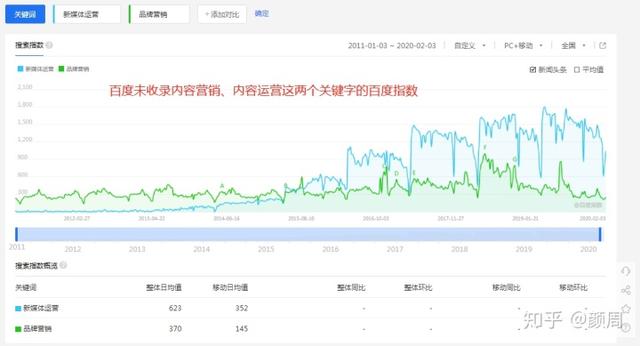 关键词 新媒体运营 品牌营销 +添加对比 确定
搜索指数 2011-01-03 ~ 2020-02-03 自定义 PC+移动 全国
新媒体运营 品牌营销 新闻头条 平均值
百度未收录内容营销、内容运营这两个关键字的百度指数
2,100
1,800
1,500
1,200
900
600
300
A B C D E F G
@百度指数
2012-02-27 2013-04-22 2014-06-16 2015-08-10 2016-10-03 2017-11-27 2019-01-21 2020-02-03
2011 2012 2013 2014 2015 2016 2017 2018 2019 2020
搜索指数概览
关键词 整体日均值 移动日均值 整体同比 整体环比 移动同比 移动环比
新媒体运营 623 352 - - - -
品牌营销 370 145 - - - -
知乎 @颜周